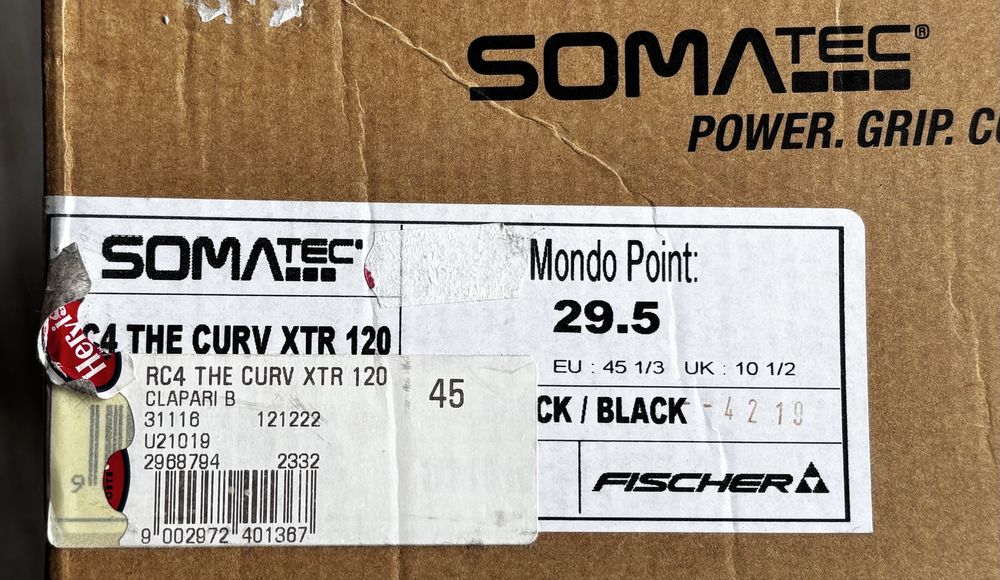 SOMATEC®
POWER. GRIP.
SOMATEC
Mondo Point:
29.5
THE CURV XTR 120
EU : 45 1/3 UK : 10 1/2
RC4 THE CURV XTR 120
45
CLAPARI B
31116 121222
U21019
2968794 2332
9 002972 401367
/ BLACK -4219
FISCHER
9